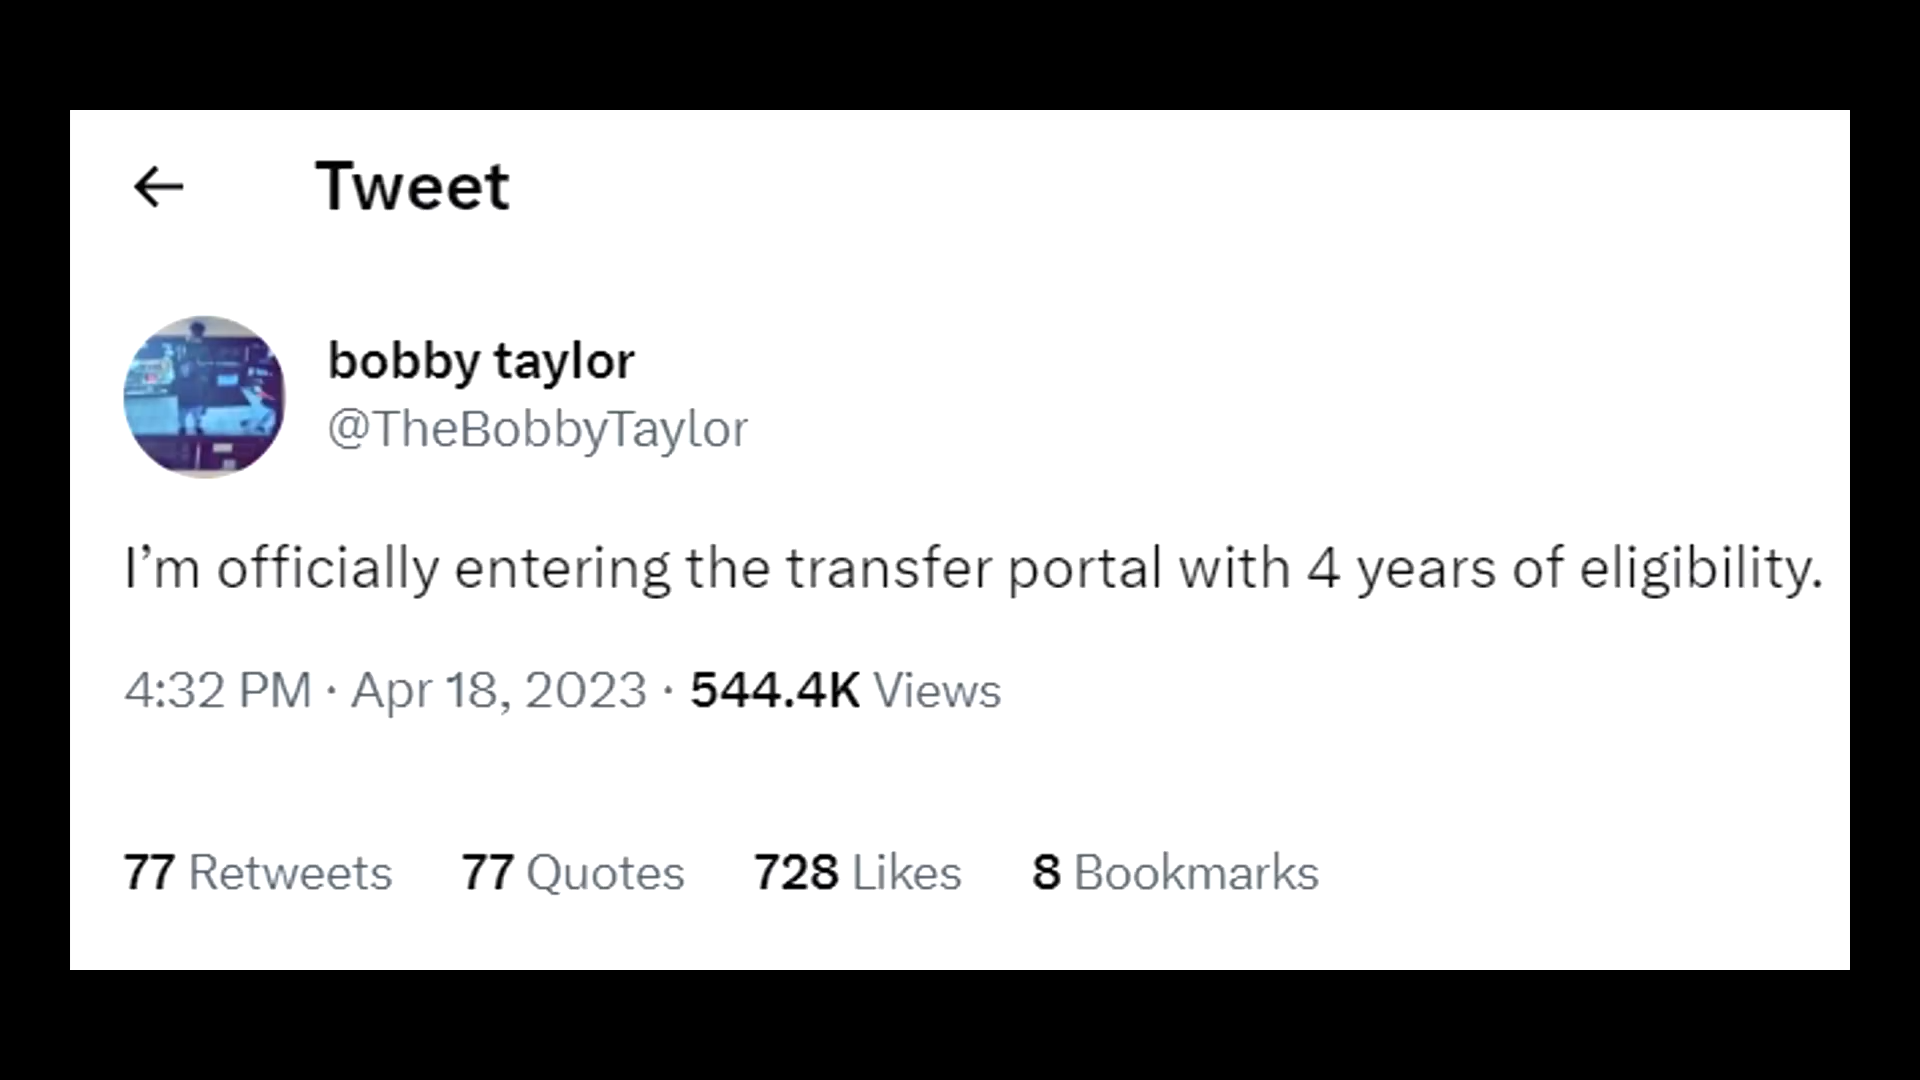 Tweet
bobby taylor
@TheBobbyTaylor
I’m officially entering the transfer portal with 4 years of eligibility.
4:32 PM · Apr 18, 2023 · 544.4K Views
77 Retweets 77 Quotes 728 Likes 8 Bookmarks